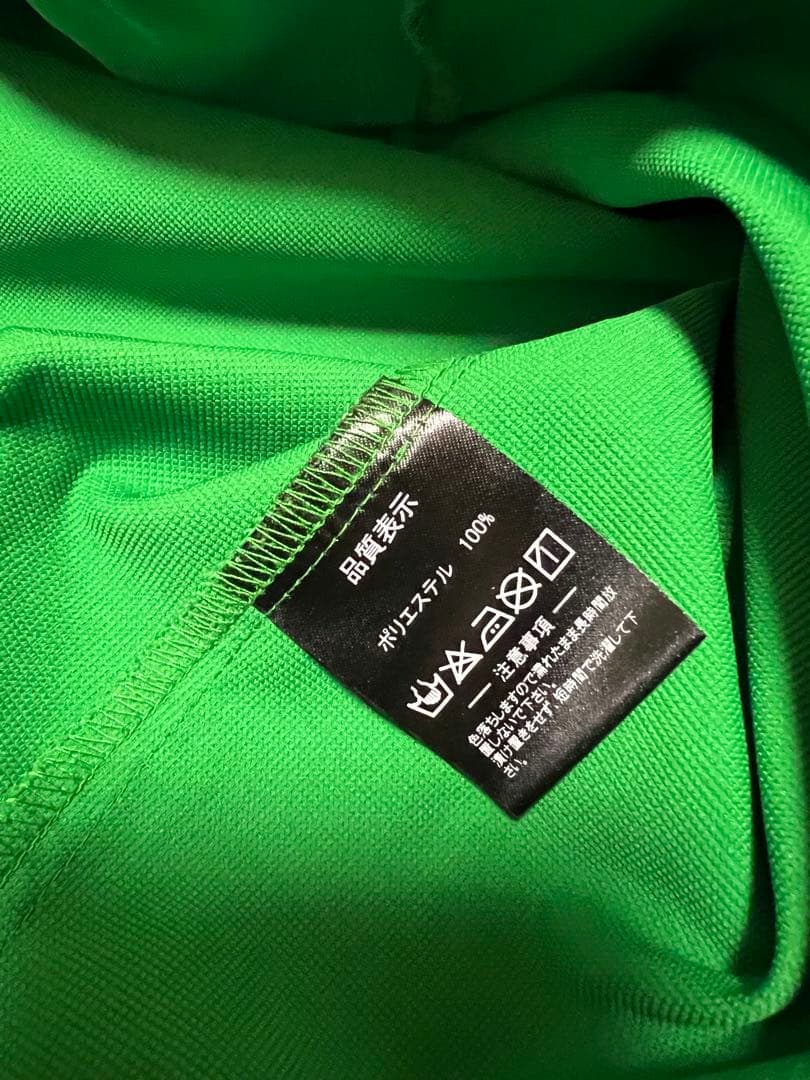 品質表示
ポリエステル 100%
― 注意事項 ―
色落ちしますので濡れたまま長時間放
置しないで下さい。
漬け置きをせず、短時間で洗濯して下
さい。